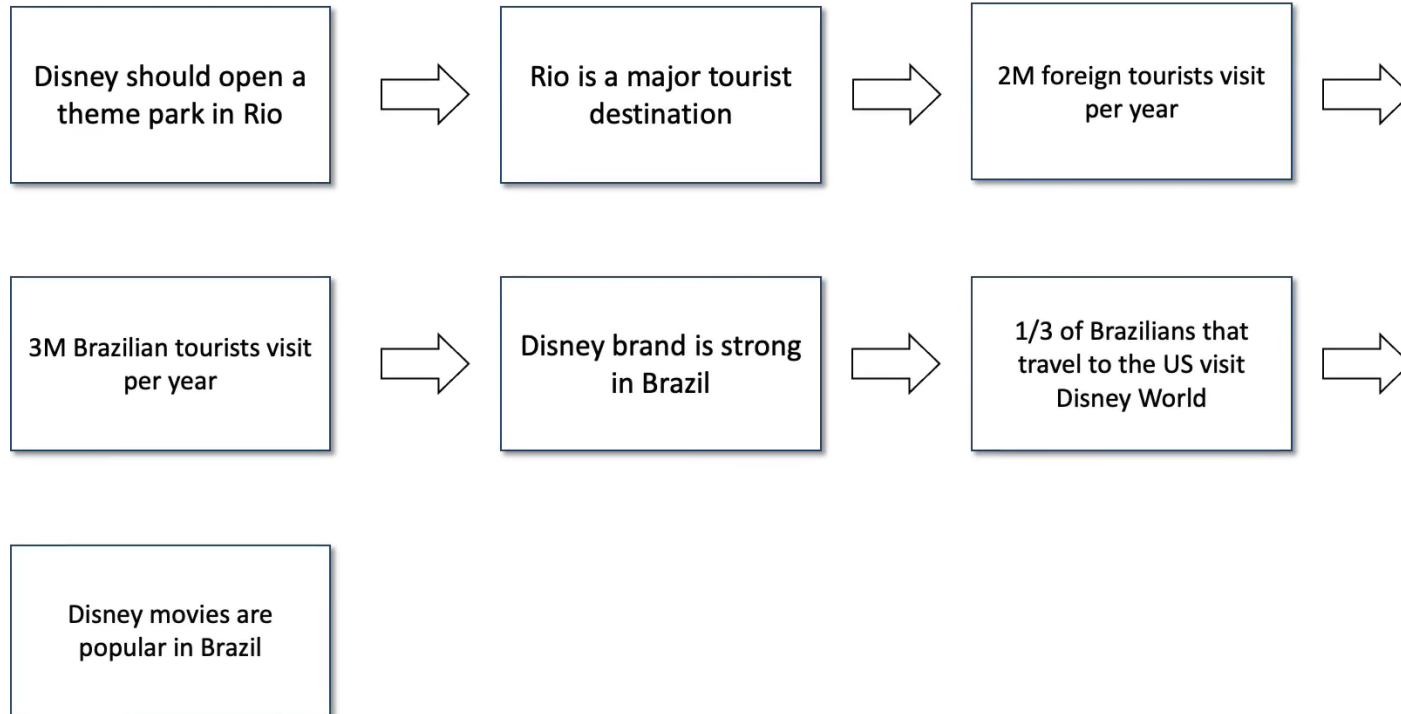 Disney should open a
theme park in Rio
Rio is a major tourist
destination
2M foreign tourists visit
per year
3M Brazilian tourists visit
per year
Disney brand is strong
in Brazil
1/3 of Brazilians that
travel to the US visit
Disney World
Disney movies are
popular in Brazil